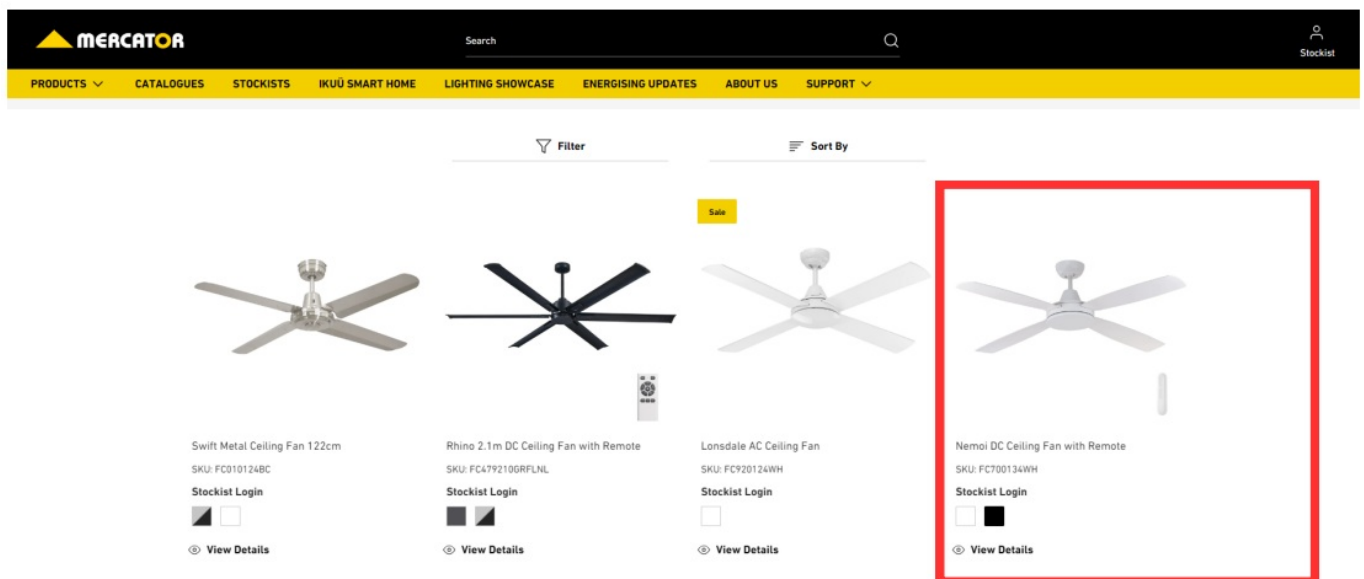 MERCATOR
Search
Stockist
PRODUCTS CATALOGUES STOCKISTS IKUÜ SMART HOME LIGHTING SHOWCASE ENERGISING UPDATES ABOUT US SUPPORT
Filter Sort By
Sale
Swift Metal Ceiling Fan 122cm
SKU: FC010124BC
Stockist Login
View Details
Rhino 2.1m DC Ceiling Fan with Remote
SKU: FC479210GRFLNL
Stockist Login
View Details
Lonsdale AC Ceiling Fan
SKU: FC920124WH
Stockist Login
View Details
Nemoi DC Ceiling Fan with Remote
SKU: FC700134WH
Stockist Login
View Details